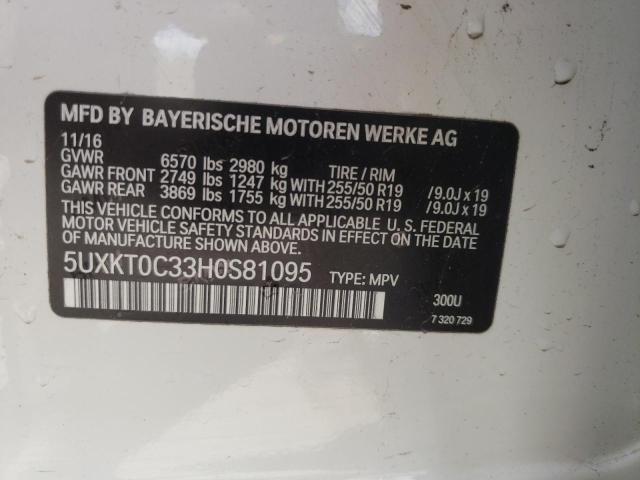 MFD BY BAYERISCHE MOTOREN WERKE AG
11/16
GVWR 6570 lbs 2980 kg TIRE / RIM
GAWR FRONT 2749 lbs 1247 kg WITH 255/50 R19 /9.0J x 19
GAWR REAR 3869 lbs 1755 kg WITH 255/50 R19 /9.0J x 19
THIS VEHICLE CONFORMS TO ALL APPLICABLE U. S. FEDERAL
MOTOR VEHICLE SAFETY STANDARDS IN EFFECT ON THE DATE
OF MANUFACTURE SHOWN ABOVE.
5UXKT0C33H0S81095 TYPE: MPV
300U
7 320 729